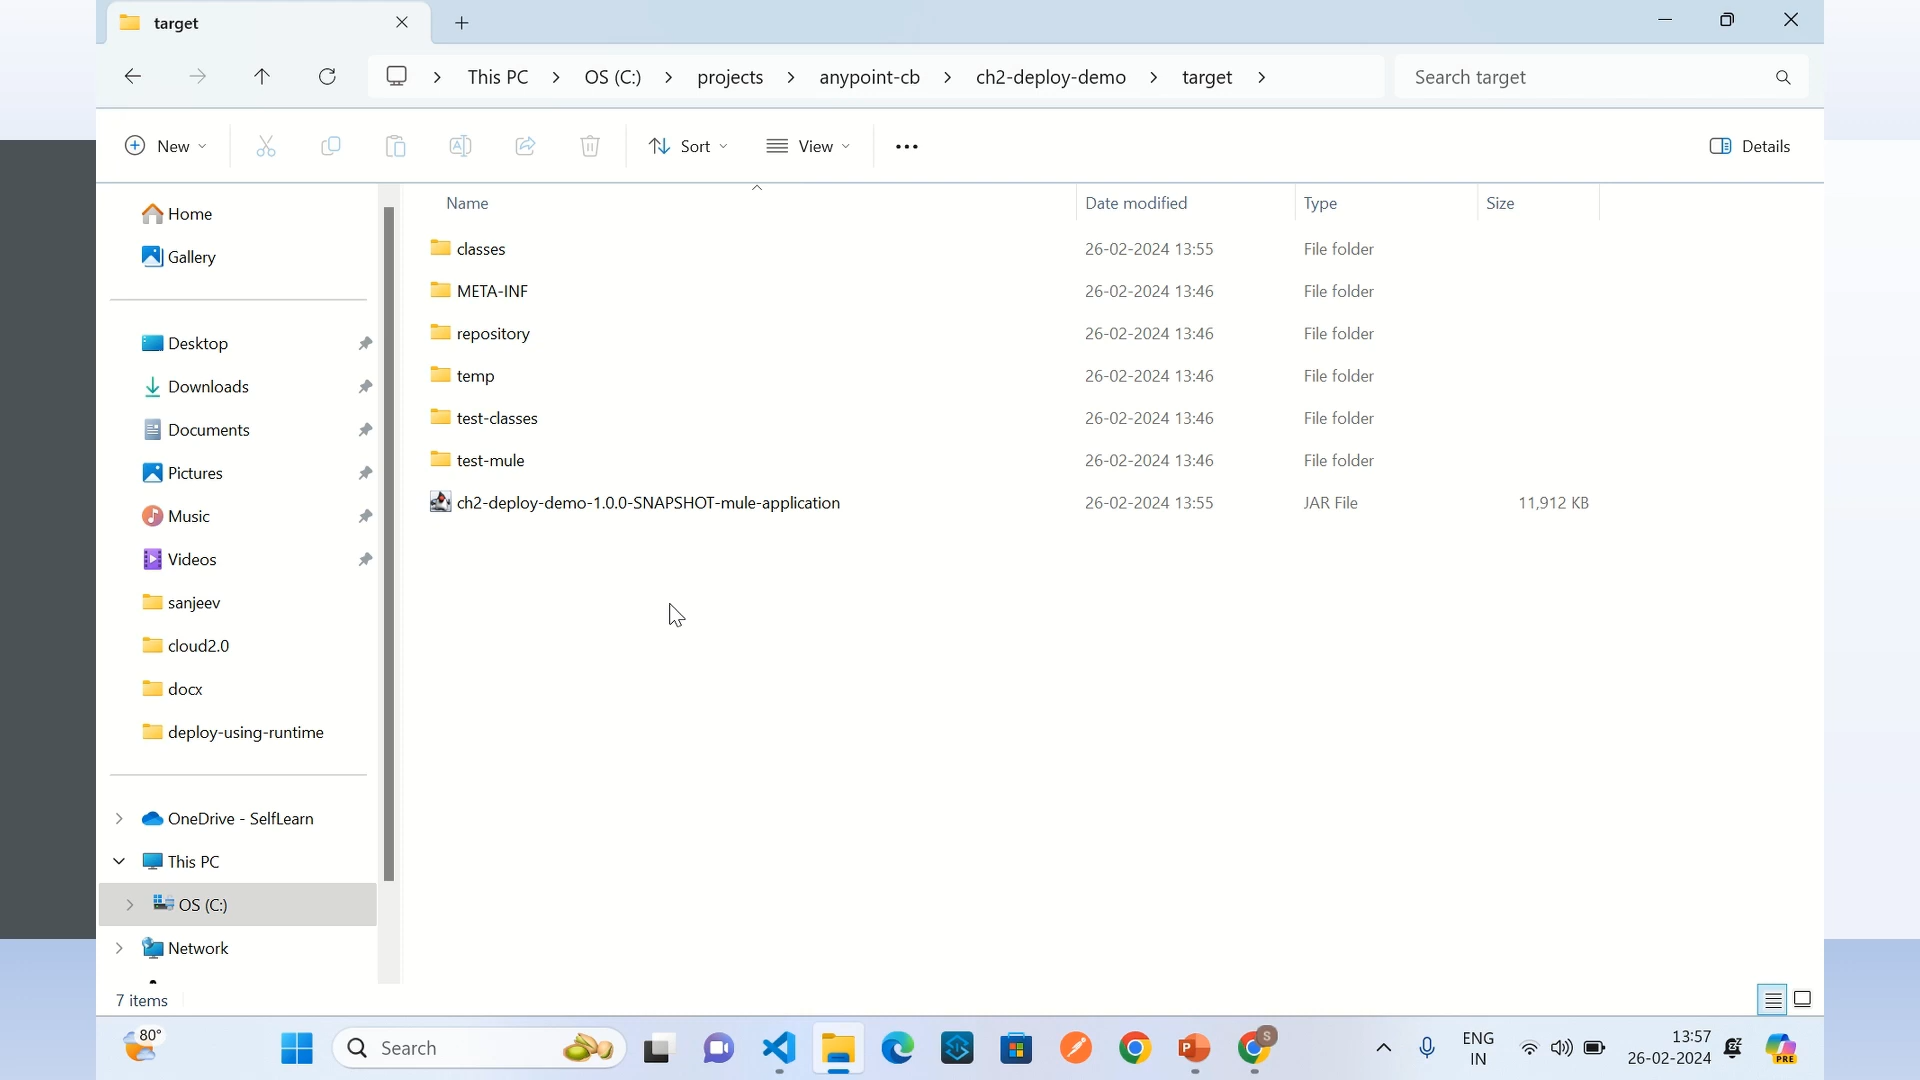 target
This PC > OS (C:) > projects > anypoint-cb > ch2-deploy-demo > target >
Search target
New
Sort
View
Details
Name Date modified Type Size
Home
Gallery
Desktop
Downloads
Documents
Pictures
Music
Videos
sanjeev
cloud2.0
docx
deploy-using-runtime
OneDrive - SelfLearn
This PC
OS (C:)
Network
classes 26-02-2024 13:55 File folder
META-INF 26-02-2024 13:46 File folder
repository 26-02-2024 13:46 File folder
temp 26-02-2024 13:46 File folder
test-classes 26-02-2024 13:46 File folder
test-mule 26-02-2024 13:46 File folder
ch2-deploy-demo-1.0.0-SNAPSHOT-mule-application 26-02-2024 13:55 JAR File 11,912 KB
7 items
80°
Search
S
ENG
IN
13:57
26-02-2024
PRE